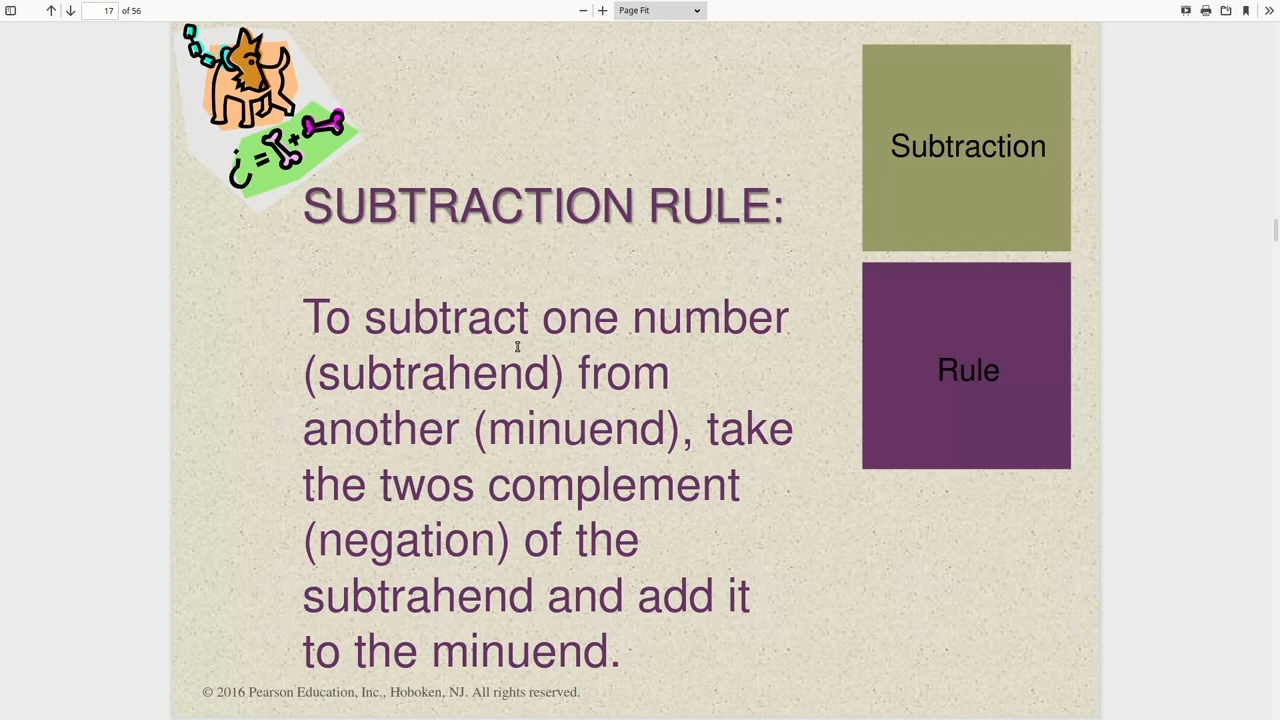 17 of 56
Page Fit
SUBTRACTION RULE:
To subtract one number
(subtrahend) from
another (minuend), take
the twos complement
(negation) of the
subtrahend and add it
to the minuend.
Subtraction
Rule
© 2016 Pearson Education, Inc., Hoboken, NJ. All rights reserved.